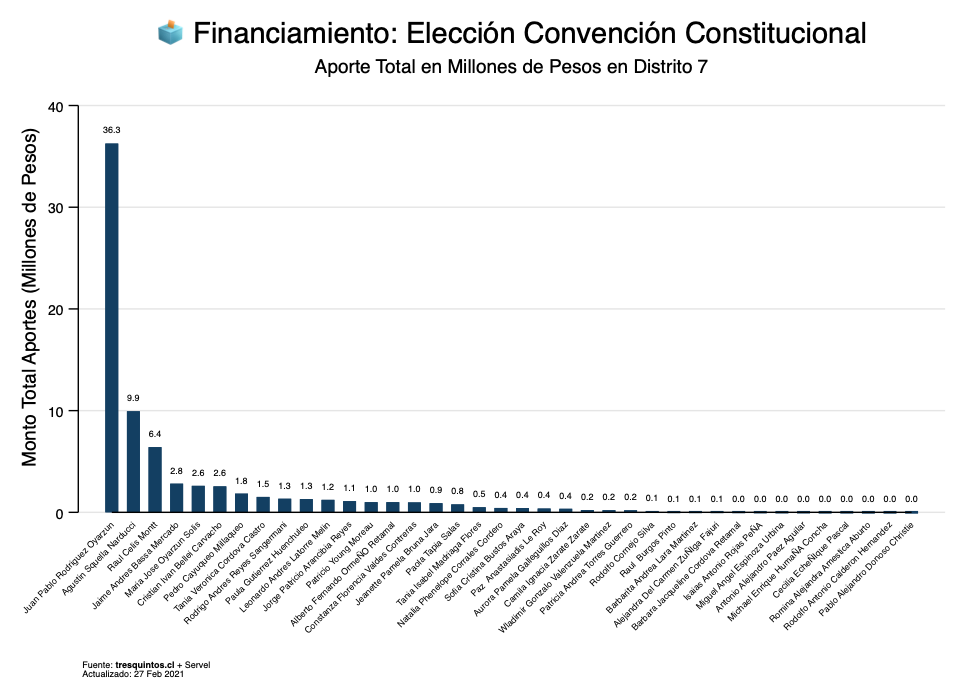 Financiamiento: Elección Convención Constitucional
Aporte Total en Millones de Pesos en Distrito 7
Monto Total Aportes (Millones de Pesos)
40
30
20
10
0
36.3
9.9
6.4
2.8
2.6
2.6
1.8
1.5
1.3
1.3
1.2
1.1
1.0
1.0
1.0
0.9
0.8
0.5
0.4
0.4
0.4
0.4
0.2
0.2
0.2
0.1
0.1
0.1
0.1
0.0
0.0
0.0
0.0
0.0
0.0
0.0
0.0
0.0
Juan Pablo Rodriguez Oyarzun
Agustin Squella Narducci
Raul Celis Montt
Jaime Andres Bassa Mercado
Maria Jose Oyarzun Solis
Cristian Ivan Bellei Carvacho
Pedro Cayuqueo Millaqueo
Tania Veronica Cordova Castro
Rodrigo Andres Reyes Sangermani
Paula Gutierrez Huenchuleo
Leonardo Andres Latorre Melin
Jorge Patricio Arancibia Reyes
Patricio Young Moreau
Alberto Fernando OrmeÑO Retamal
Constanza Florencia Valdes Contreras
Jeanette Pamela Bruna Jara
Paola Tapia Salas
Tania Isabel Madriaga Flores
Natalia Phenelope Corrales Cordero
Sofia Cristina Bustos Araya
Paz Anastasiadis Le Roy
Aurora Pamela Galleguillos Diaz
Camila Ignacia Zarate Zarate
Wladimir Gonzalo Vaenzuela Martinez
Patricia Andrea Torres Guerrero
Rodolfo Cornejo Silva
Raul Burgos Pinto
Barbarita Andrea Lara Martinez
Alejandra Del Carmen ZuÑIga Fajuri
Barbara Jacqueline Cordova Retamal
Isaias Antonio Rojas PeÑA
Miguel Angel Espinoza Urbina
Antonio Alejandro Paez Aguilar
Michael Enrique HumaÑA Concha
Cecilia EcheÑIque Pascal
Romina Alejandra Armestica Aburto
Rodolfo Antonio Calderon Hernendez
Pablo Alejandro Donoso Christie
Fuente: tresquintos.cl + Servel
Actualizado: 27 Feb 2021